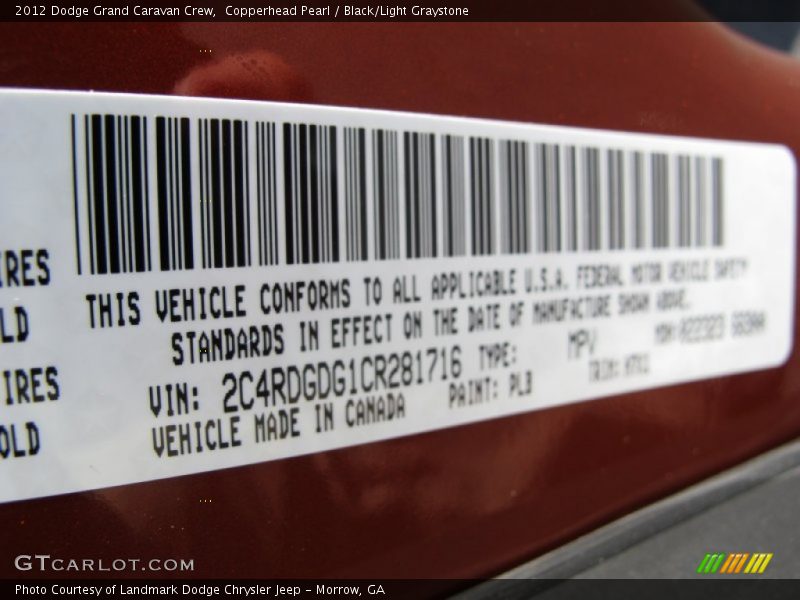 2012 Dodge Grand Caravan Crew,  Copperhead Pearl / Black/Light Graystone
IRES
LD
IRES
OLD
THIS VEHICLE CONFORMS TO ALL APPLICABLE U.S.A. FEDERAL MOTOR VEHICLE SAFETY
STANDARDS IN EFFECT ON THE DATE OF MANUFACTURE SHOWN ABOVE.
VIN: 2C4RDGDG1CR281716 TYPE: MPV
VEHICLE MADE IN CANADA PAINT: PLB TRIM:
GTcarlot.com
Photo Courtesy of Landmark Dodge Chrysler Jeep - Morrow, GA